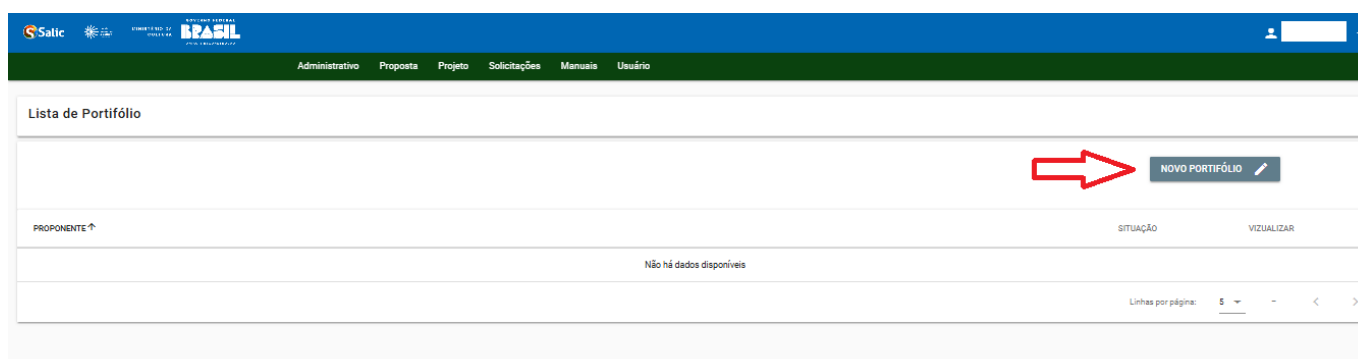 Salic
BRASIL
Administrativo Proposta Projeto Solicitações Manuais Usuário
Lista de Portifólio
NOVO PORTIFÓLIO
PROPONENTE SITUAÇÃO VIZUALIZAR
Não há dados disponíveis
Linhas por página: 5 –